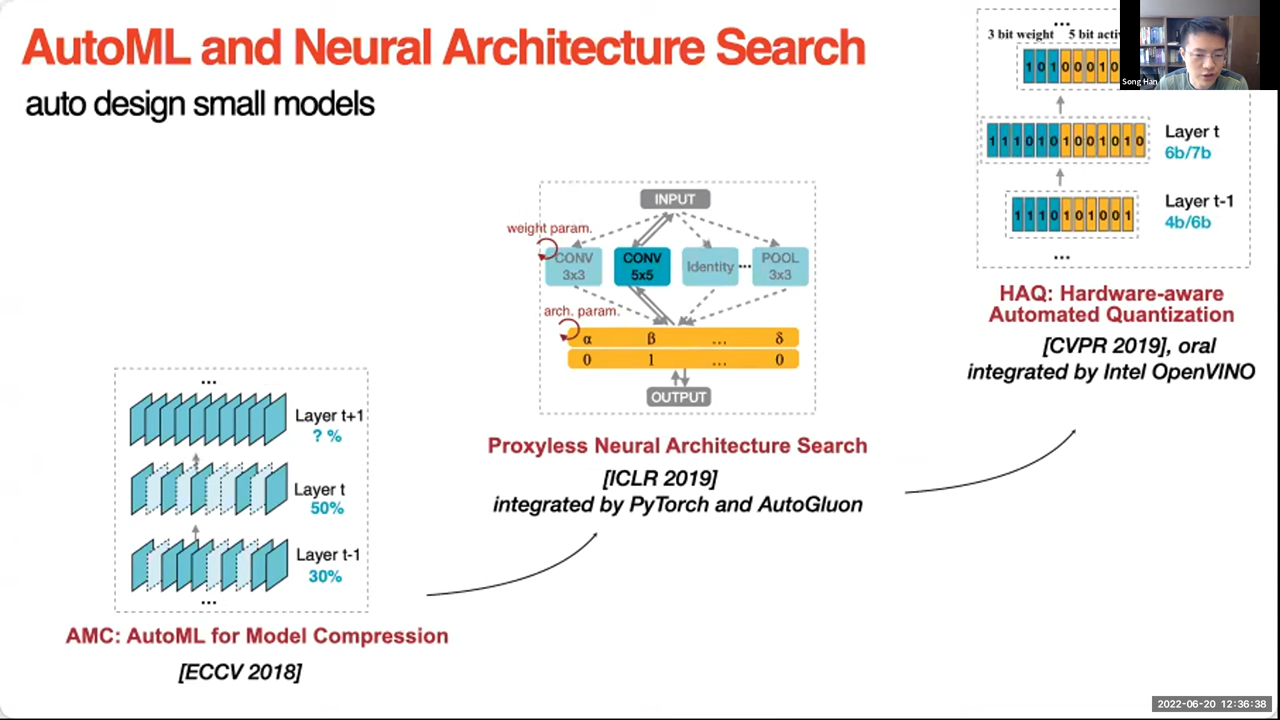 AutoML and Neural Architecture Search
auto design small models
...
3 bit weight 5 bit
1 0 1 0 0 0 1 0
Song Han
1 1 1 0 1 0 1 0 0 1 0 1 0
Layer t
6b/7b
1 1 1 0 1 0 1 0 0 1
Layer t-1
4b/6b
...
HAQ: Hardware-aware
Automated Quantization
[CVPR 2019], oral
integrated by Intel OpenVINO
INPUT
weight param.
CONV
3x3
CONV
5x5
Identity
...
POOL
3x3
arch. param.
α β ... δ
0 1 ... 0
OUTPUT
Proxyless Neural Architecture Search
[ICLR 2019]
integrated by PyTorch and AutoGluon
...
Layer t+1
? %
Layer t
50%
Layer t-1
30%
...
AMC: AutoML for Model Compression
[ECCV 2018]
2022-06-20 12:36:38